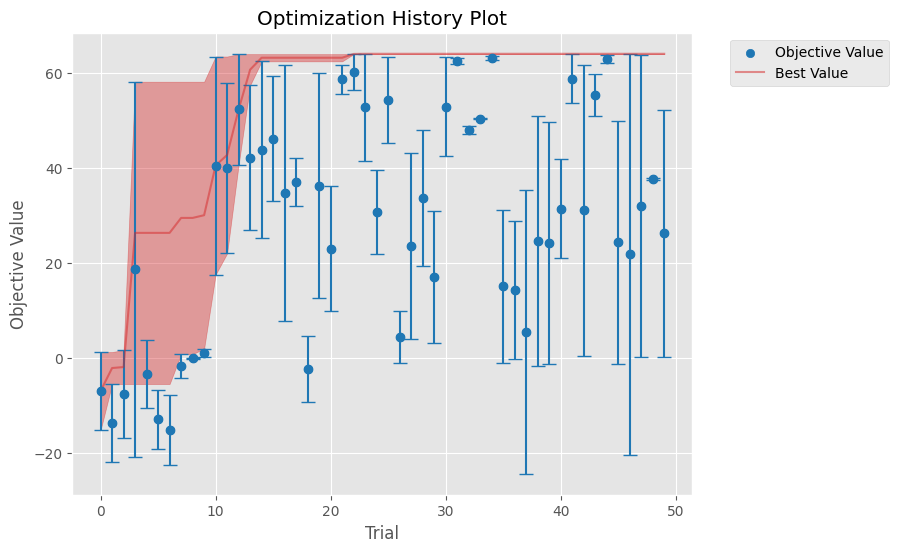 Optimization History Plot
Objective Value
Best Value
Objective Value
60
40
20
0
−20
0 10 20 30 40 50
Trial